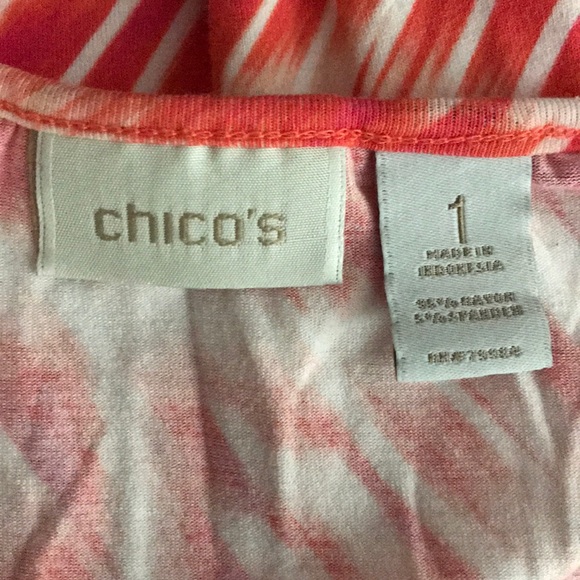 chico's
1
MADE IN
INDONESIA
95% RAYON
5% SPANDEX